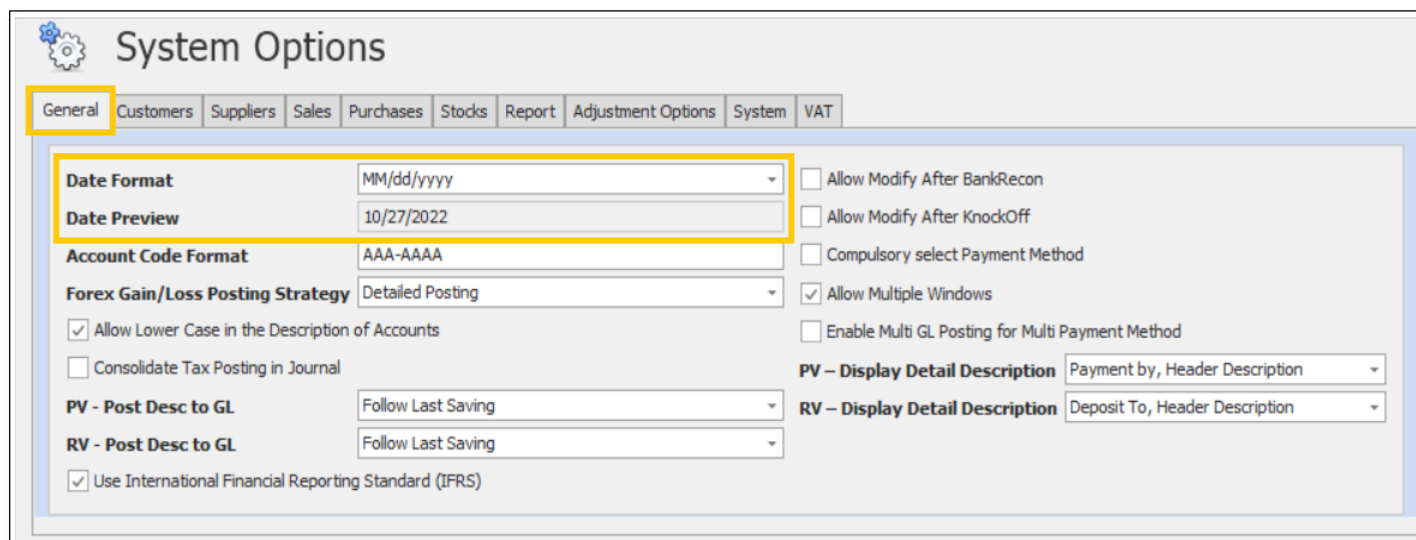 System Options
General Customers Suppliers Sales Purchases Stocks Report Adjustment Options System VAT
Date Format MM/dd/yyyy Allow Modify After BankRecon
Date Preview 10/27/2022 Allow Modify After KnockOff
Account Code Format AAA-AAAA Compulsory select Payment Method
Forex Gain/Loss Posting Strategy Detailed Posting Allow Multiple Windows
Allow Lower Case in the Description of Accounts Enable Multi GL Posting for Multi Payment Method
Consolidate Tax Posting in Journal PV – Display Detail Description Payment by, Header Description
PV - Post Desc to GL Follow Last Saving RV – Display Detail Description Deposit To, Header Description
RV - Post Desc to GL Follow Last Saving
Use International Financial Reporting Standard (IFRS)